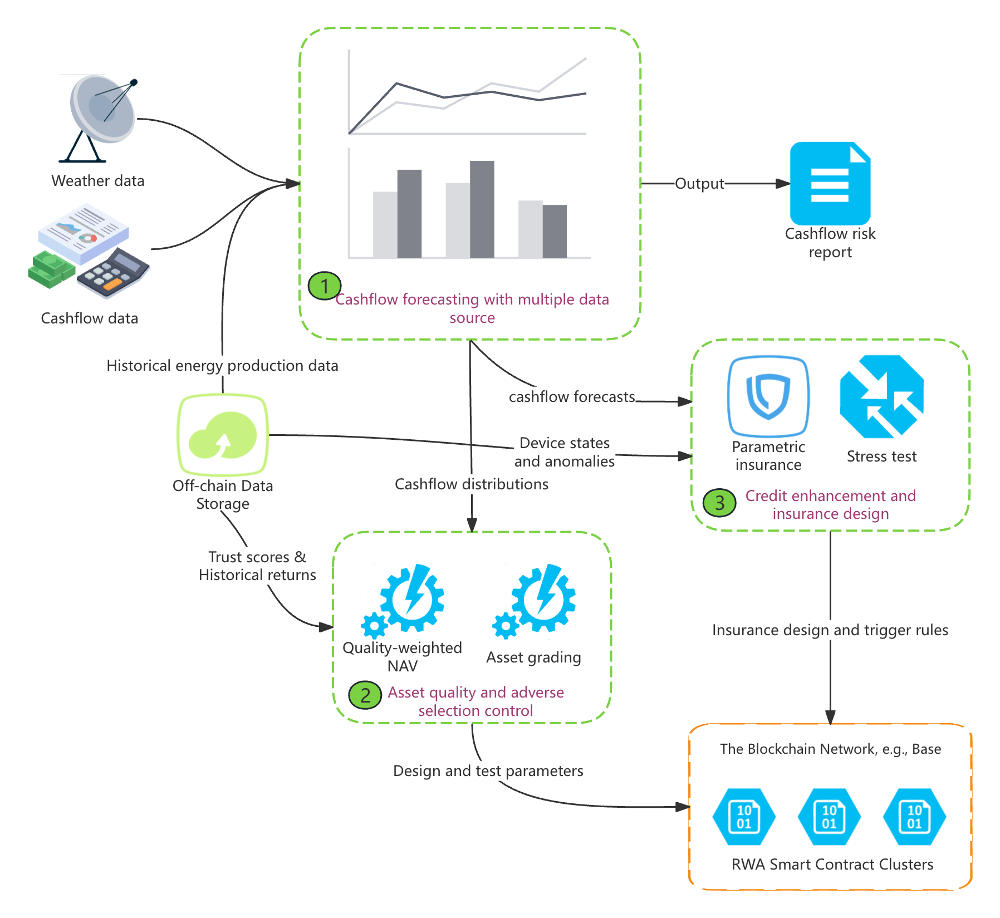 Weather data
Cashflow data
1
Cashflow forecasting with multiple data
source
Output
Cashflow risk
report
Historical energy production data
Off-chain Data
Storage
cashflow forecasts
Device states
and anomalies
Cashflow distributions
Parametric
insurance
Stress test
3
Credit enhancement and
insurance design
Trust scores &
Historical returns
Quality-weighted
NAV
Asset grading
2
Asset quality and adverse
selection control
Insurance design and trigger rules
Design and test parameters
The Blockchain Network, e.g., Base
10
01
10
01
10
01
RWA Smart Contract Clusters